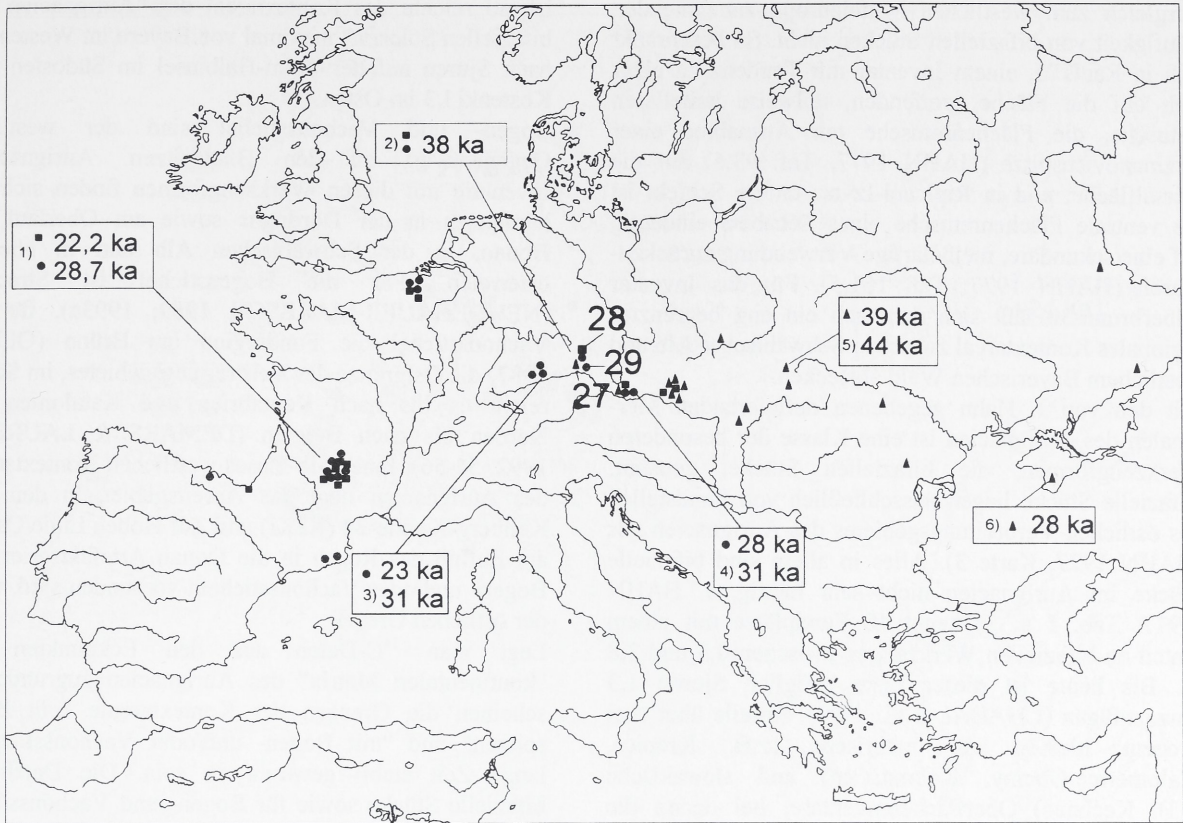 2) 38 ka
1) 22,2 ka
28,7 ka
28
29
27
39 ka
5) 44 ka
6) 28 ka
28 ka
4) 31 ka
23 ka
3) 31 ka